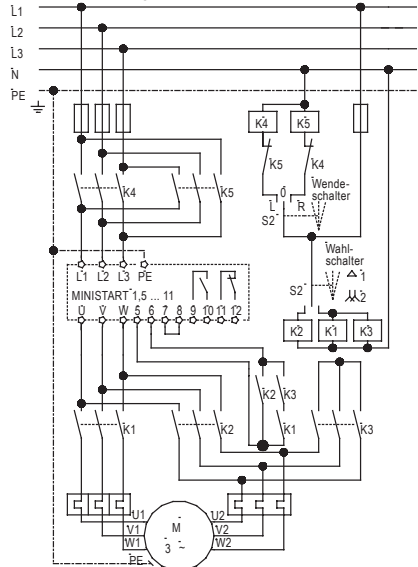 L1
L2
L3
N
PE
K4 K5
K5 K4
K4 K5
0
L R
Wende-
schalter
S2
L1 L2 L3 PE
Wahl-
schalter
1
2
S2
MINISTART 1,5 ... 11
U V W 5 6 7 8 9 10 11 12
K2 K1 K3
K2 K3
K1 K2 K1 K3
U1 U2
V1 V2
W1 W2
M
3 ~
PE